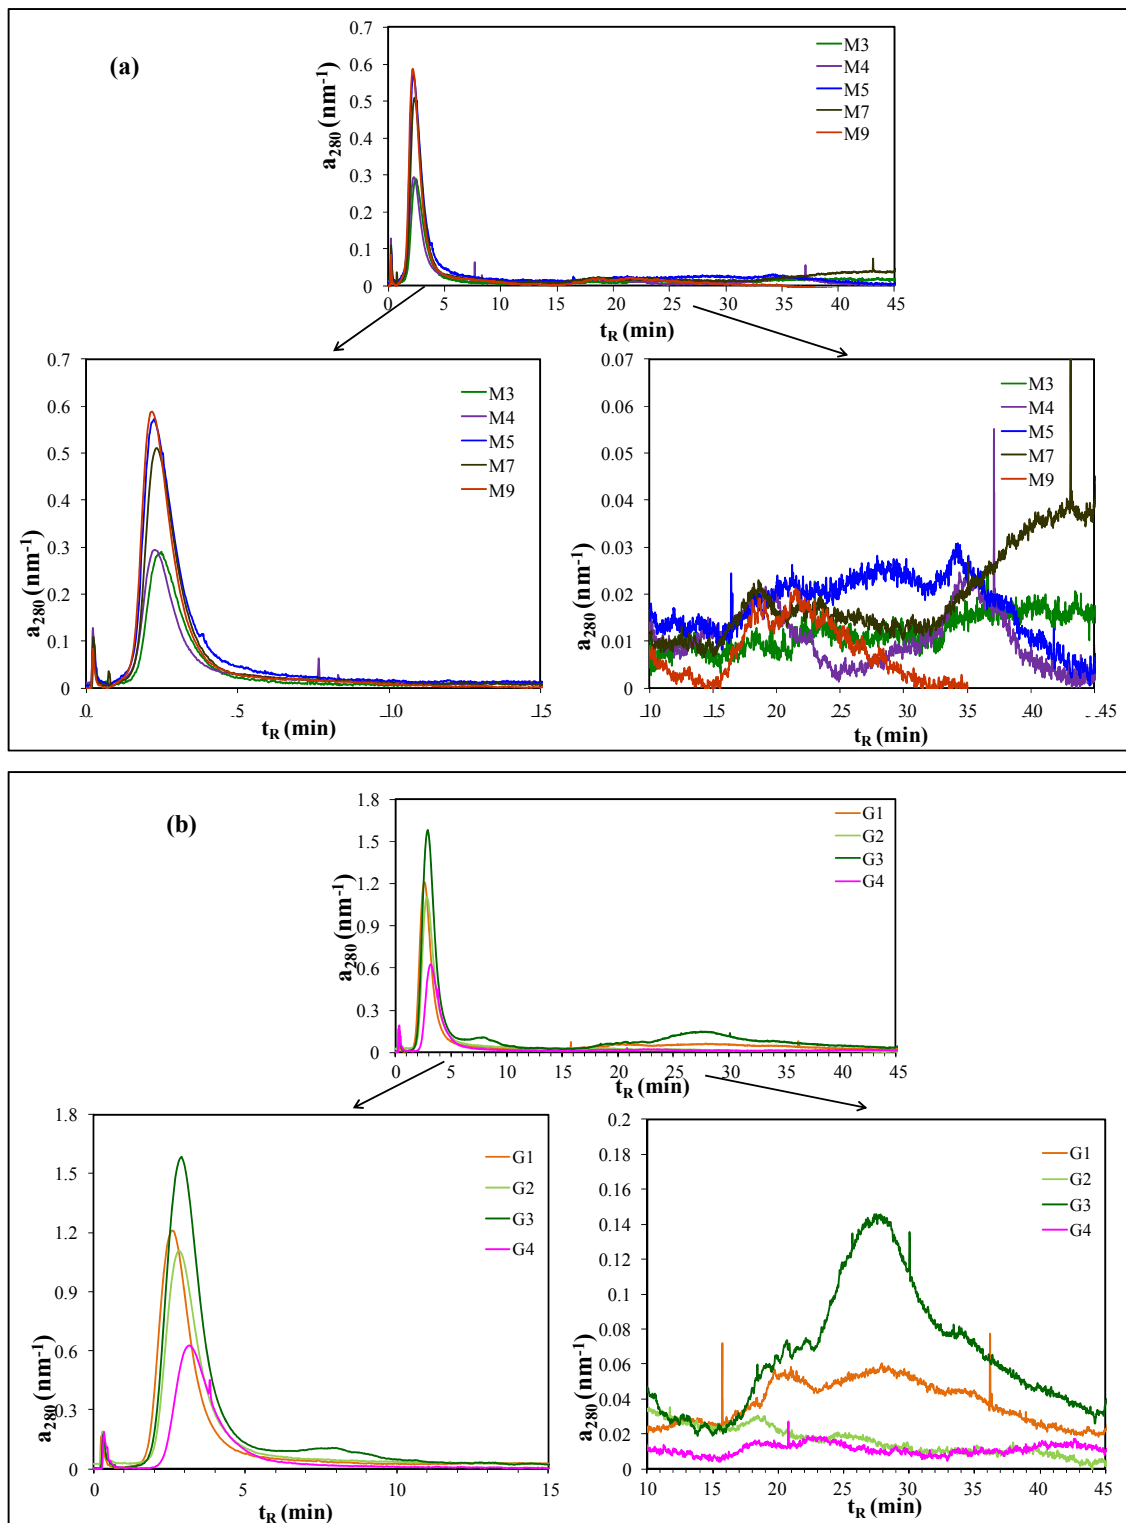 (a)
0.7
0.6
0.5
0.4
0.3
0.2
0.1
0
a280 (nm-1)
M3
M4
M5
M7
M9
0 5 10 15 20 25 30 35 40 45
tR (min)
0.7
0.6
0.5
0.4
0.3
0.2
0.1
0
a280 (nm-1)
M3
M4
M5
M7
M9
0 5 10 15
tR (min)
0.07
0.06
0.05
0.04
0.03
0.02
0.01
0
a280 (nm-1)
M3
M4
M5
M7
M9
10 15 20 25 30 35 40 45
tR (min)
(b)
1.8
1.5
1.2
0.9
0.6
0.3
0
a280 (nm-1)
G1
G2
G3
G4
0 5 10 15 20 25 30 35 40 45
tR (min)
1.8
1.5
1.2
0.9
0.6
0.3
0
a280 (nm-1)
G1
G2
G3
G4
0 5 10 15
tR (min)
0.2
0.18
0.16
0.14
0.12
0.1
0.08
0.06
0.04
0.02
0
a280 (nm-1)
G1
G2
G3
G4
10 15 20 25 30 35 40 45
tR (min)